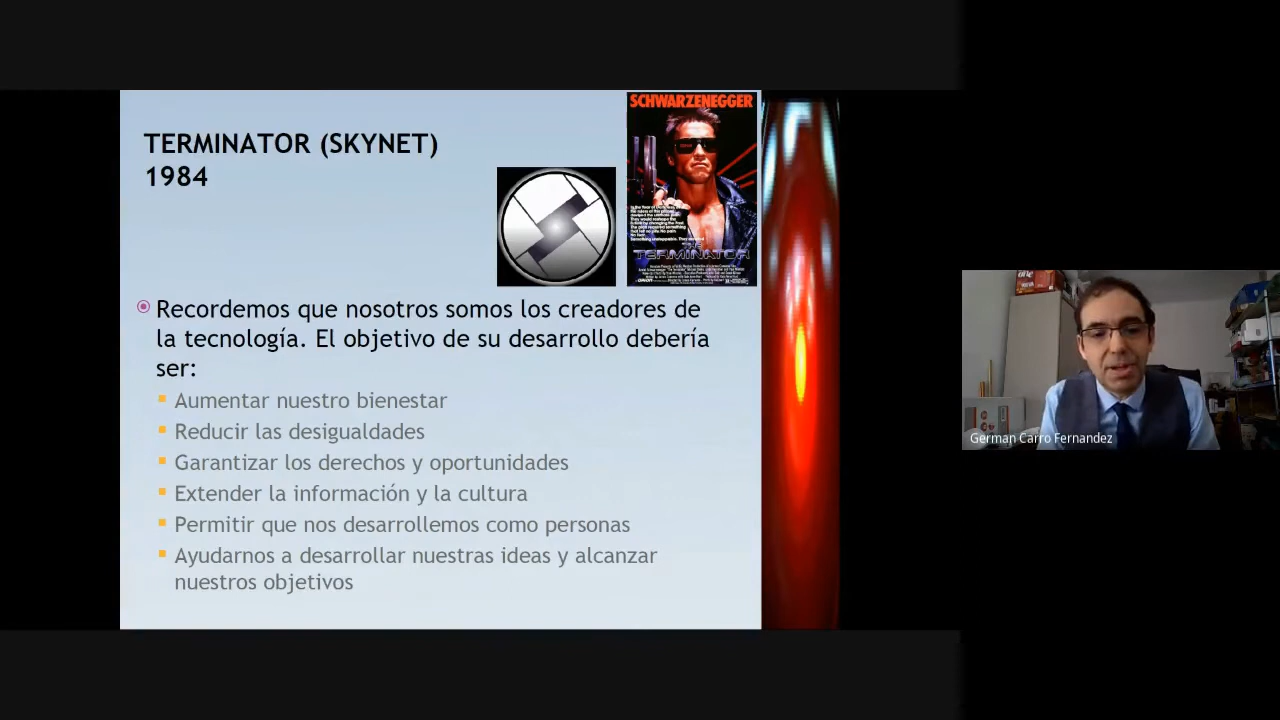 TERMINATOR (SKYNET)
1984
SCHWARZENEGGER
THE
TERMINATOR
Recordemos que nosotros somos los creadores de
la tecnología. El objetivo de su desarrollo debería
ser:
Aumentar nuestro bienestar
Reducir las desigualdades
Garantizar los derechos y oportunidades
Extender la información y la cultura
Permitir que nos desarrollemos como personas
Ayudarnos a desarrollar nuestras ideas y alcanzar
nuestros objetivos
German Carro Fernandez